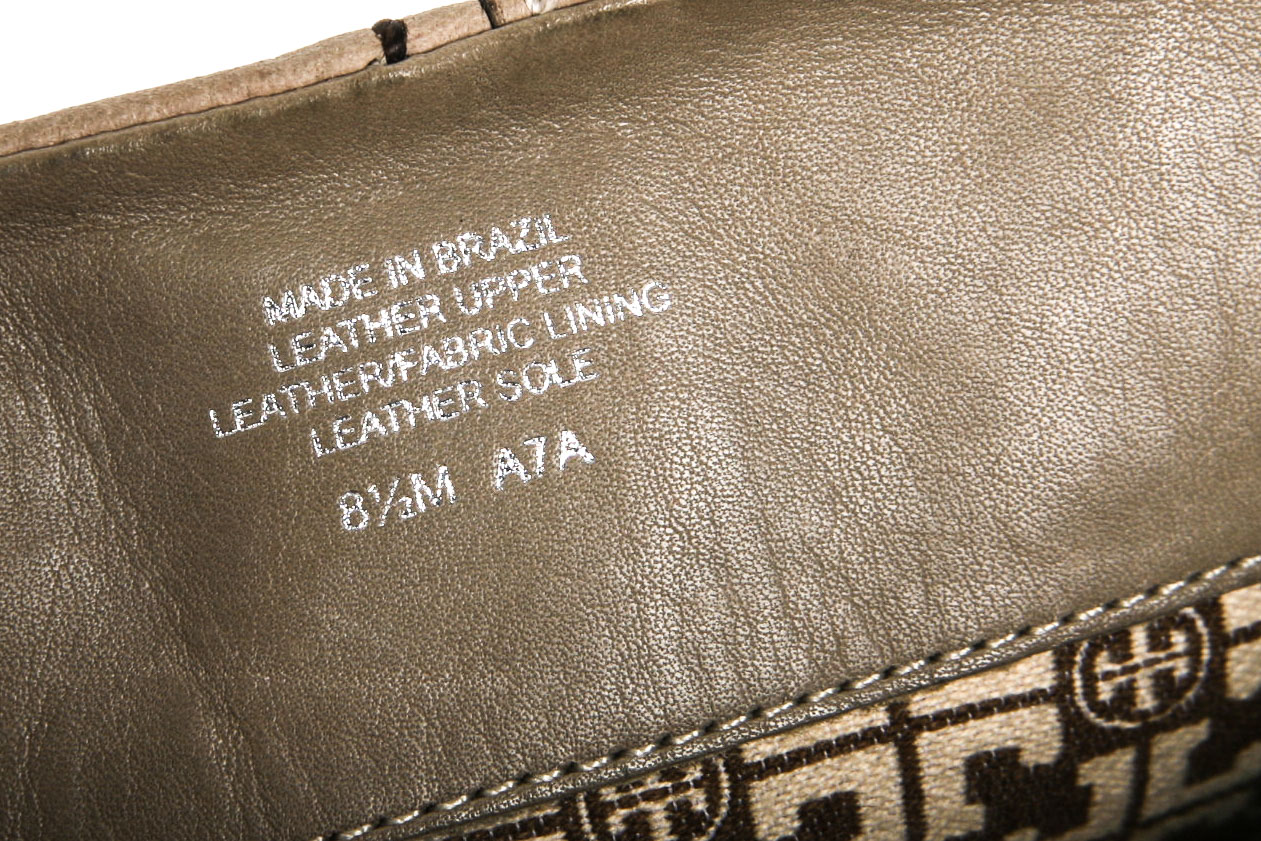 MADE IN BRAZIL
LEATHER UPPER
LEATHER/FABRIC LINING
LEATHER SOLE
8½M A7A